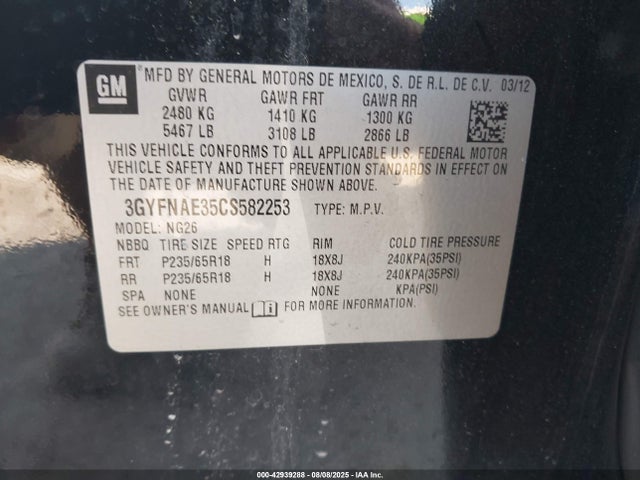 GM
MFD BY GENERAL MOTORS DE MEXICO, S. DE R.L. DE C.V. 03/12
GVWR GAWR FRT GAWR RR
2480 KG 1410 KG 1300 KG
5467 LB 3108 LB 2866 LB
THIS VEHICLE CONFORMS TO ALL APPLICABLE U.S. FEDERAL MOTOR
VEHICLE SAFETY AND THEFT PREVENTION STANDARDS IN EFFECT ON
THE DATE OF MANUFACTURE SHOWN ABOVE.
3GYFNAE35CS582253 TYPE: M.P.V.
MODEL: NG26
NBBQ TIRE SIZE SPEED RTG RIM COLD TIRE PRESSURE
FRT P235/65R18 H 18X8J 240KPA(35PSI)
RR P235/65R18 H 18X8J 240KPA(35PSI)
SPA NONE NONE KPA(PSI)
SEE OWNER'S MANUAL FOR MORE INFORMATION.
000-42939288 - 08/08/2025 - IAA Inc.